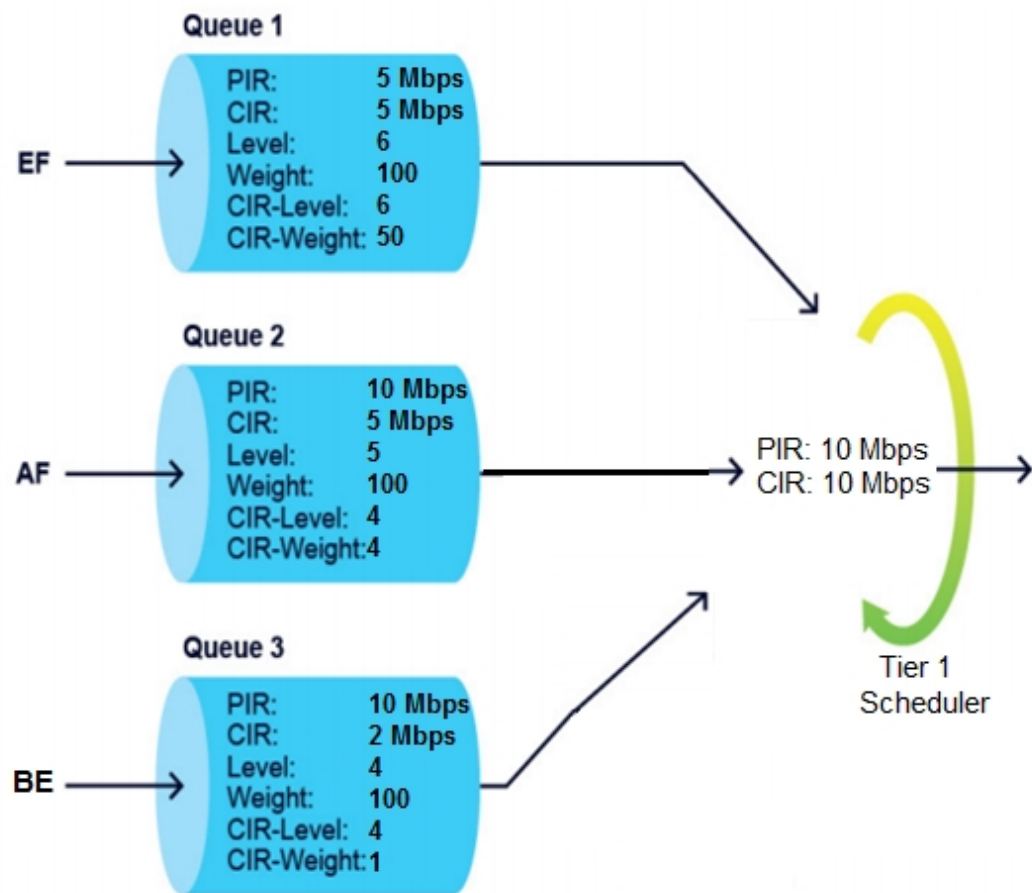 Queue 1
PIR: 5 Mbps
CIR: 5 Mbps
Level: 6
Weight: 100
CIR-Level: 6
CIR-Weight: 50
EF
Queue 2
PIR: 10 Mbps
CIR: 5 Mbps
Level: 5
Weight: 100
CIR-Level: 4
CIR-Weight:4
AF
PIR: 10 Mbps
CIR: 10 Mbps
Queue 3
PIR: 10 Mbps
CIR: 2 Mbps
Level: 4
Weight: 100
CIR-Level: 4
CIR-Weight:1
BE
Tier 1
Scheduler